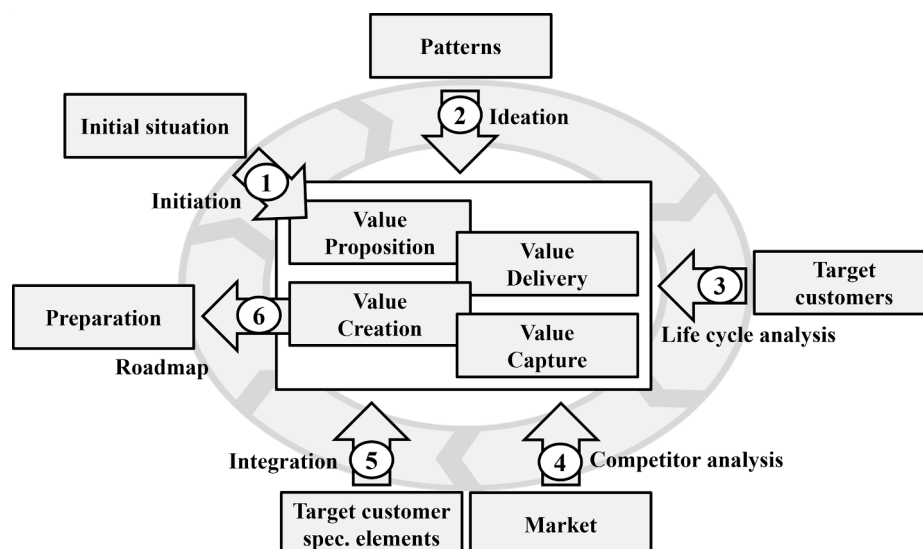 Patterns
2
Ideation
Initial situation
1
Initiation
Value
Proposition
Value
Delivery
3
Target
customers
Life cycle analysis
Value
Creation
Value
Capture
6
Preparation
Roadmap
Integration
5
4
Competitor analysis
Target customer
spec. elements
Market